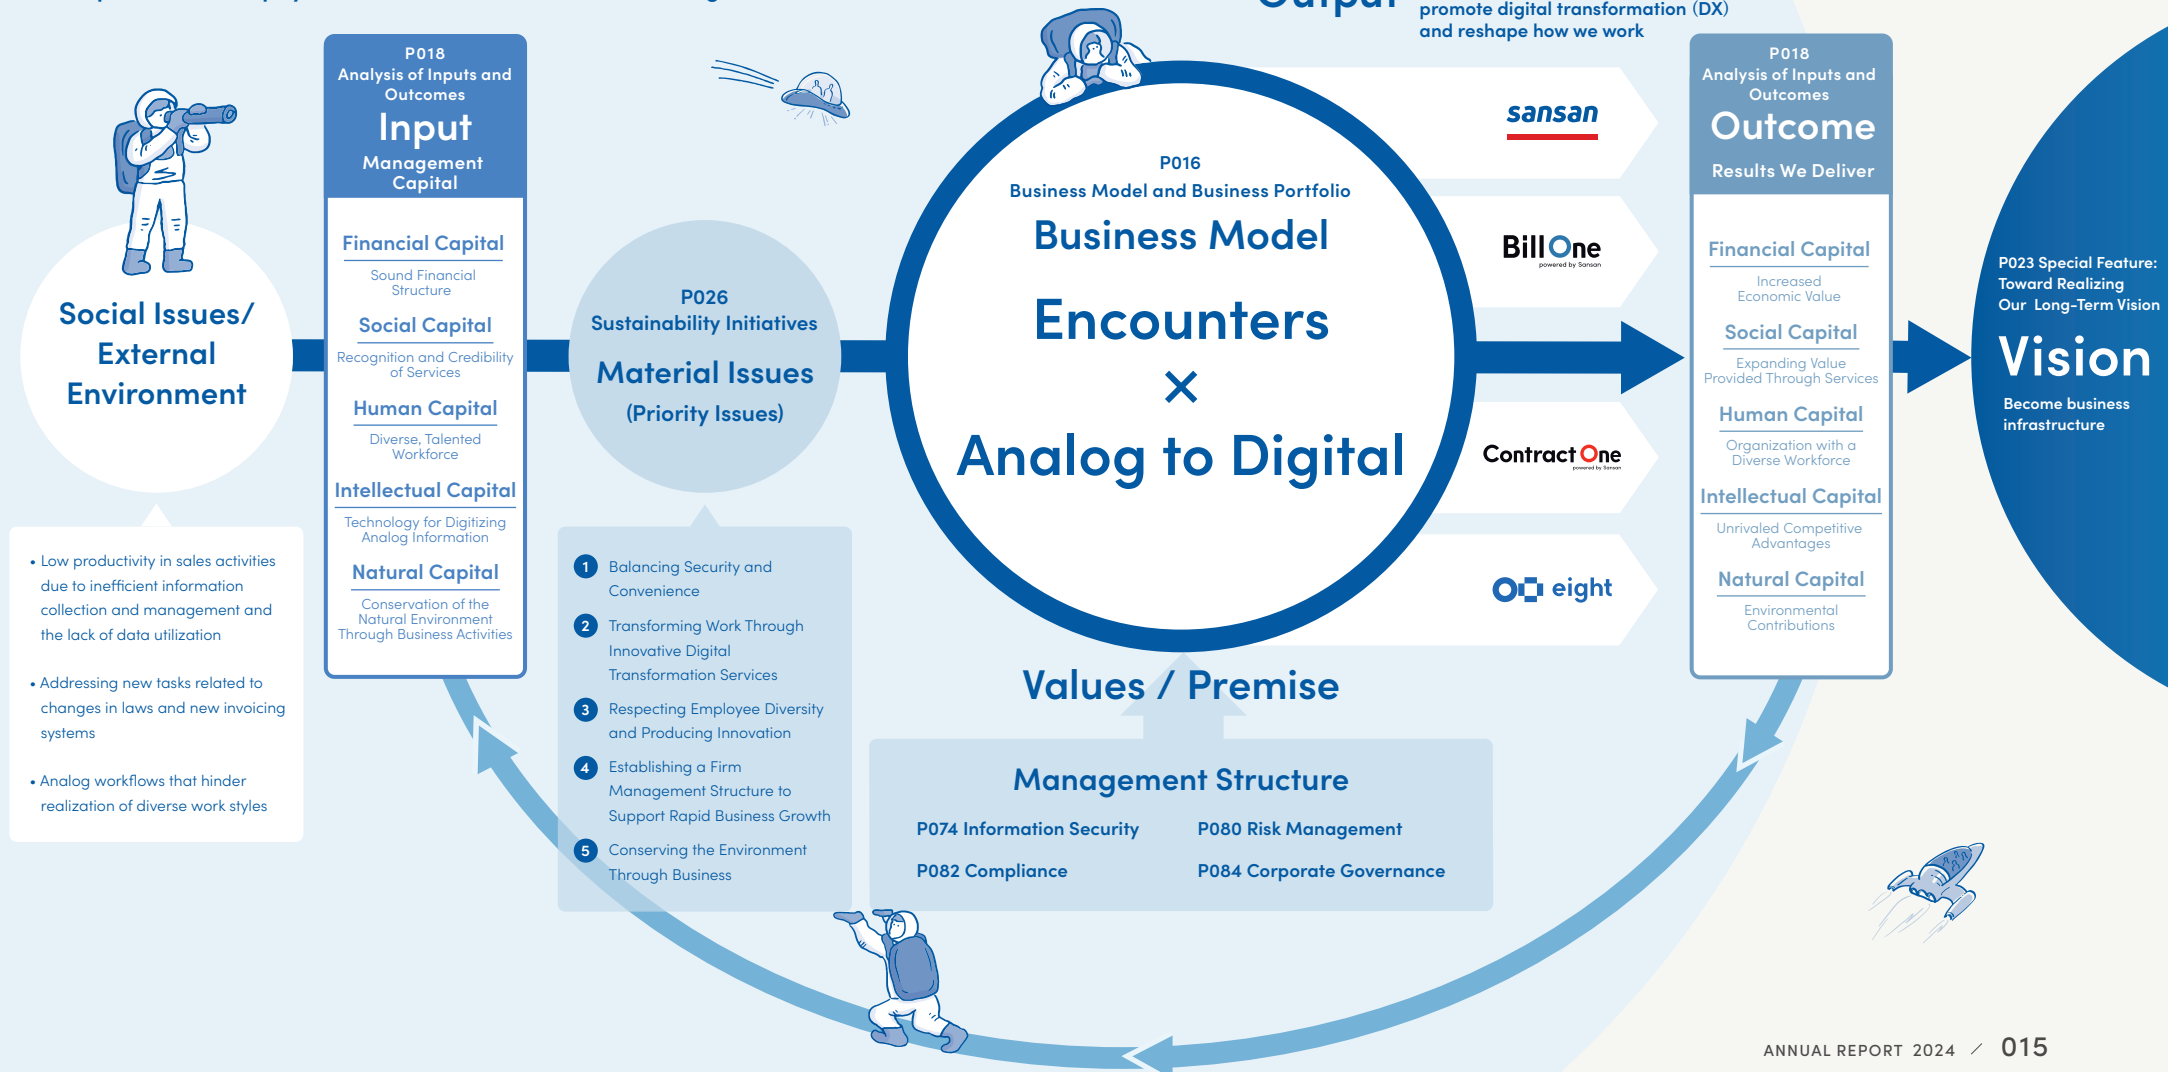 promote digital transformation (DX)
and reshape how we work
Social Issues/
External
Environment
• Low productivity in sales activities
due to inefficient information
collection and management and
the lack of data utilization
• Addressing new tasks related to
changes in laws and new invoicing
systems
• Analog workflows that hinder
realization of diverse work styles
P018
Analysis of Inputs and
Outcomes
Input
Management
Capital
Financial Capital
Sound Financial
Structure
Social Capital
Recognition and Credibility
of Services
Human Capital
Diverse, Talented
Workforce
Intellectual Capital
Technology for Digitizing
Analog Information
Natural Capital
Conservation of the
Natural Environment
Through Business Activities
P026
Sustainability Initiatives
Material Issues
(Priority Issues)
1 Balancing Security and
Convenience
2 Transforming Work Through
Innovative Digital
Transformation Services
3 Respecting Employee Diversity
and Producing Innovation
4 Establishing a Firm
Management Structure to
Support Rapid Business Growth
5 Conserving the Environment
Through Business
P016
Business Model and Business Portfolio
Business Model
Encounters
×
Analog to Digital
Values / Premise
Management Structure
P074 Information Security
P080 Risk Management
P082 Compliance
P084 Corporate Governance
sansan
Bill One
powered by Sansan
Contract One
powered by Sansan
eight
P018
Analysis of Inputs and
Outcomes
Outcome
Results We Deliver
Financial Capital
Increased
Economic Value
Social Capital
Expanding Value
Provided Through Services
Human Capital
Organization with a
Diverse Workforce
Intellectual Capital
Unrivaled Competitive
Advantages
Natural Capital
Environmental
Contributions
P023 Special Feature:
Toward Realizing
Our Long-Term Vision
Vision
Become business
infrastructure
ANNUAL REPORT 2024 / 015